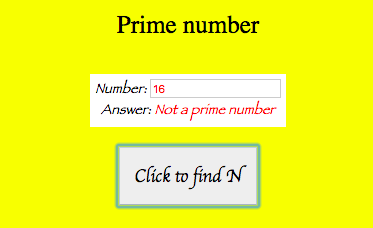 Prime number
Number: 16
Answer: Not a prime number
Click to find N